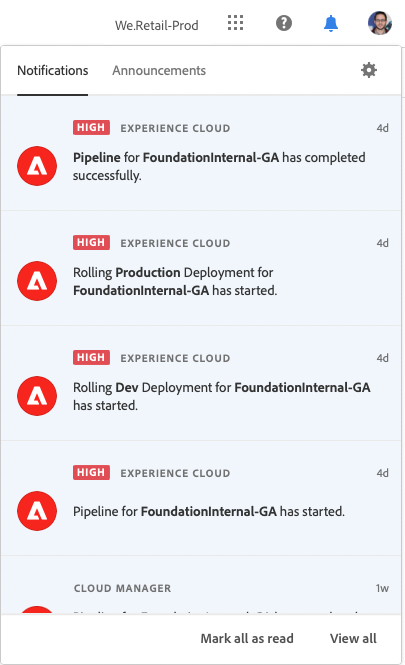 We.Retail-Prod
Notifications Announcements
HIGH EXPERIENCE CLOUD 4d
Pipeline for FoundationInternal-GA has completed
successfully.
HIGH EXPERIENCE CLOUD 4d
Rolling Production Deployment for
FoundationInternal-GA has started.
HIGH EXPERIENCE CLOUD 4d
Rolling Dev Deployment for FoundationInternal-GA
has started.
HIGH EXPERIENCE CLOUD 4d
Pipeline for FoundationInternal-GA has started.
CLOUD MANAGER 1w
Mark all as read View all